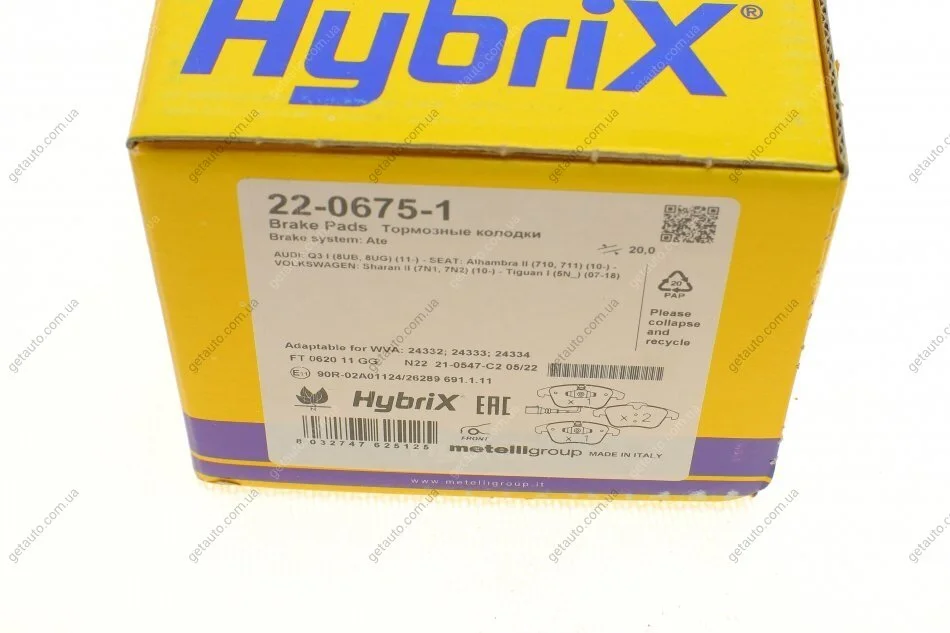 HybriX®
22-0675-1
Brake Pads Тормозные колодки
Brake system: Ate
20,0
AUDI: Q3 I (8UB, 8UG) (11-) - SEAT: Alhambra II (710, 711) (10-) -
VOLKSWAGEN: Sharan II (7N1, 7N2) (10-) - Tiguan I (5N_) (07-18)
20
PAP
Please
collapse
and
recycle
Adaptable for WVA: 24332; 24333; 24334
FT 0620 11 GG N22 21-0547-C2 05/22
E11 90R-02A01124/26289 691.1.11
N
HybriX EAC
x 1
x 2
x 1
8 032747 625125
FRONT
metelligroup MADE IN ITALY
www.metelligroup.it
getauto.com.ua